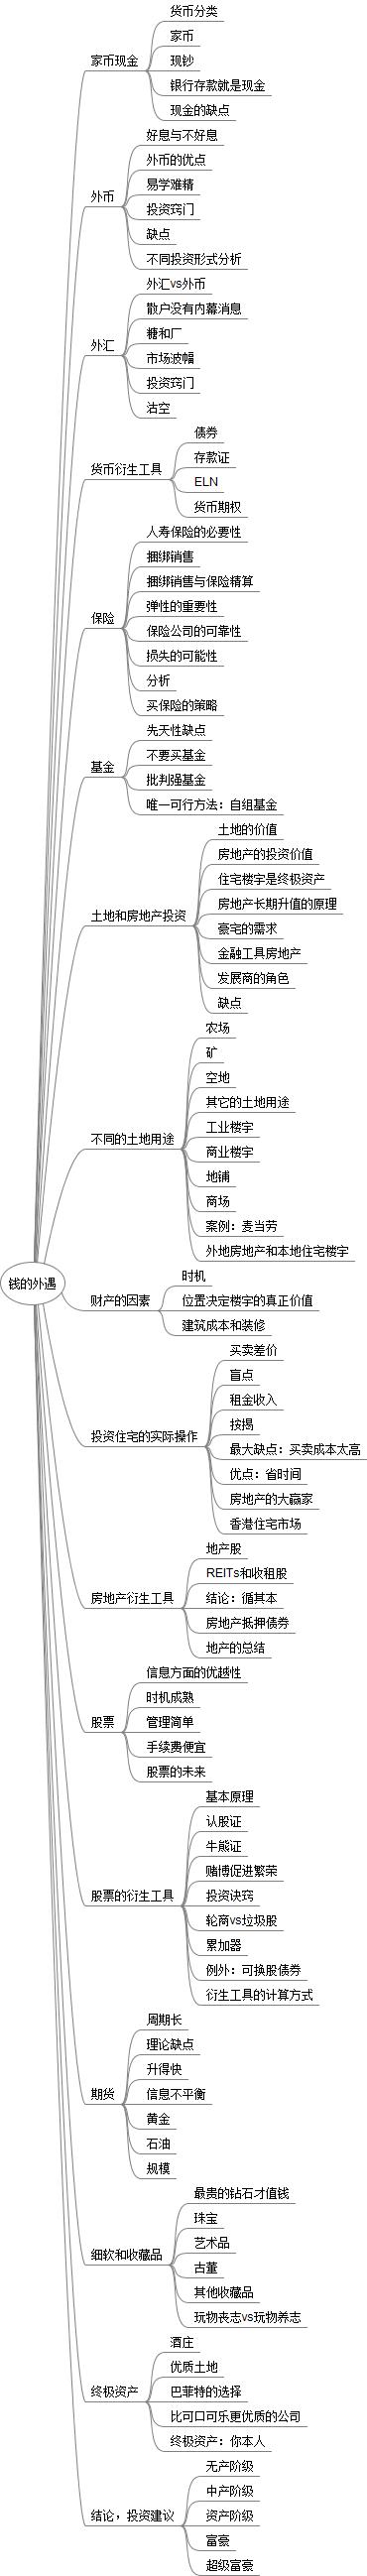 钱的外遇
家币现金
货币分类
家币
现钞
银行存款就是现金
现金的缺点
外币
好息与不好息
外币的优点
易学难精
投资窍门
缺点
不同投资形式分析
外汇
外汇vs外币
散户没有内幕消息
糖和厂
市场波幅
投资窍门
沽空
货币衍生工具
债券
存款证
ELN
货币期权
保险
人寿保险的必要性
捆绑销售
捆绑销售与保险精算
弹性的重要性
保险公司的可靠性
损失的可能性
分析
买保险的策略
基金
先天性缺点
不要买基金
批判强基金
唯一可行方法：自组基金
土地和房地产投资
土地的价值
房地产的投资价值
住宅楼宇是终极资产
房地产长期升值的原理
豪宅的需求
金融工具房地产
发展商的角色
缺点
不同的土地用途
农场
矿
空地
其它的土地用途
工业楼宇
商业楼宇
地铺
商场
案例：麦当劳
外地房地产和本地住宅楼宇
财产的因素
时机
位置决定楼宇的真正价值
建筑成本和装修
投资住宅的实际操作
买卖差价
盲点
租金收入
按揭
最大缺点：买卖成本太高
优点：省时间
房地产的大赢家
香港住宅市场
房地产衍生工具
地产股
REITs和收租股
结论：循其本
房地产抵押债券
地产的总结
股票
信息方面的优越性
时机成熟
管理简单
手续费便宜
股票的未来
股票的衍生工具
基本原理
认股证
牛熊证
赌博促进繁荣
投资诀窍
轮商vs垃圾股
累加器
例外：可换股债券
衍生工具的计算方式
期货
周期长
理论缺点
升得快
信息不平衡
黄金
石油
规模
细软和收藏品
最贵的钻石才值钱
珠宝
艺术品
古董
其他收藏品
玩物丧志vs玩物养志
终极资产
酒庄
优质土地
巴菲特的选择
比可口可乐更优质的公司
终极资产：你本人
结论，投资建议
无产阶级
中产阶级
资产阶级
富豪
超级富豪